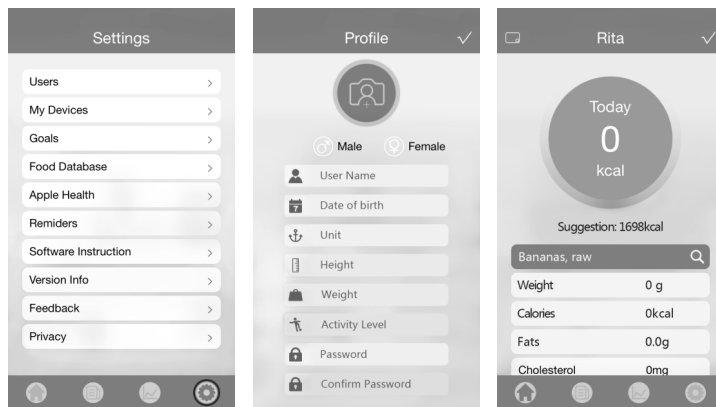 Settings
Users
My Devices
Goals
Food Database
Apple Health
Remiders
Software Instruction
Version Info
Feedback
Privacy
Profile
Male Female
User Name
7 Date of birth
Unit
Height
Weight
Activity Level
Password
Confirm Password
Rita
Today
0
kcal
Suggestion: 1698kcal
Bananas, raw
Weight 0 g
Calories 0kcal
Fats 0.0g
Cholesterol 0mg